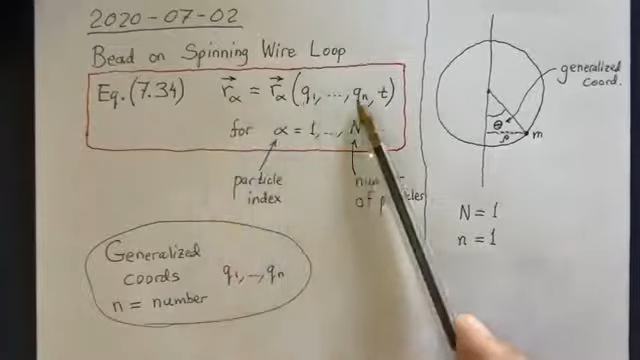 2020-07-02
Bead on Spinning Wire Loop
Eq.(7.34) r⃗α = r⃗α(q1, ..., qn, t)
for α = 1, ..., N
particle
index
of
Generalized
coords q1, .., qn
n = number
generalized
coord.
θ
ρ
m
N = 1
n = 1